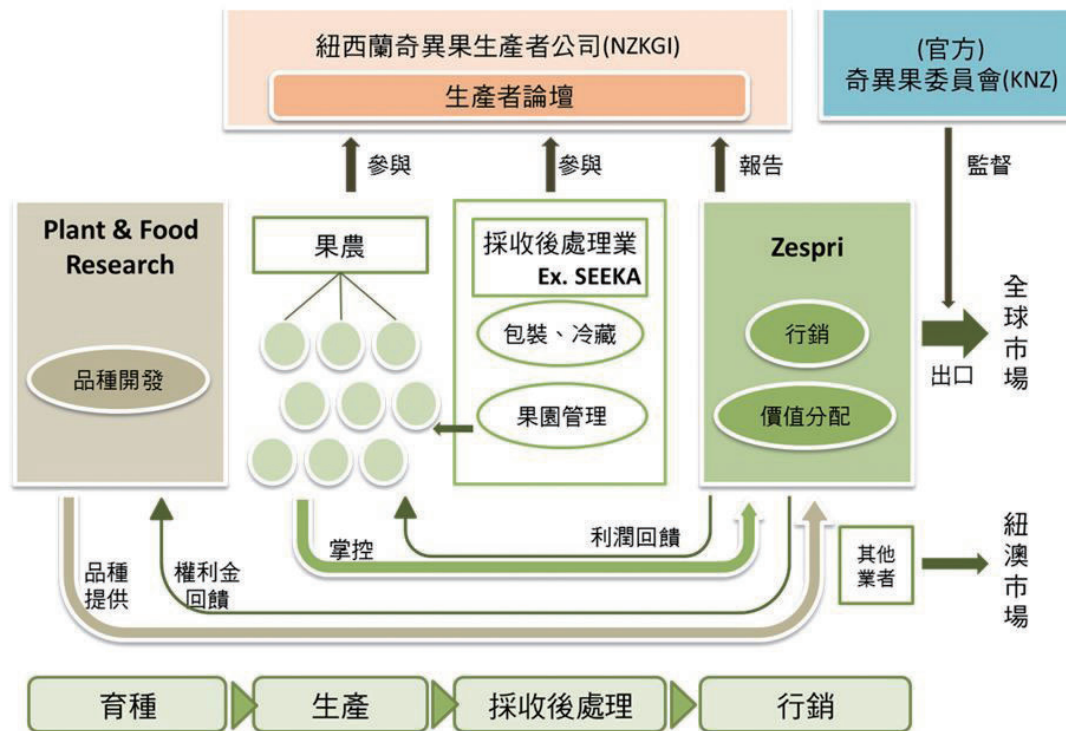 紐西蘭奇異果生產者公司(NZKGI)
生產者論壇
(官方)
奇異果委員會(KNZ)
參與
參與
報告
監督
Plant & Food
Research
品種開發
果農
採收後處理業
Ex. SEEKA
包裝、冷藏
果園管理
Zespri
行銷
價值分配
出口
全球市場
掌控
利潤回饋
品種
提供
權利金
回饋
其他
業者
紐澳市場
育種
生產
採收後處理
行銷